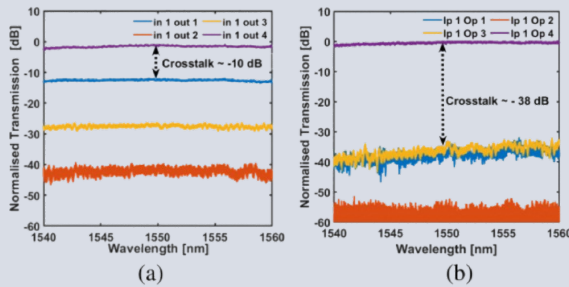 in 1 out 1 in 1 out 3
in 1 out 2 in 1 out 4
Crosstalk ~ -10 dB
Normalised Transmission [dB]
10
0
-10
-20
-30
-40
-50
-60
1540 1545 1550 1555 1560
Wavelength [nm]
(a)
Ip 1 Op 1 Ip 1 Op 2
Ip 1 Op 3 Ip 1 Op 4
Crosstalk ~ - 38 dB
Normalised Transmission [dB]
10
0
-20
-40
-60
1540 1545 1550 1555 1560
Wavelength [nm]
(b)